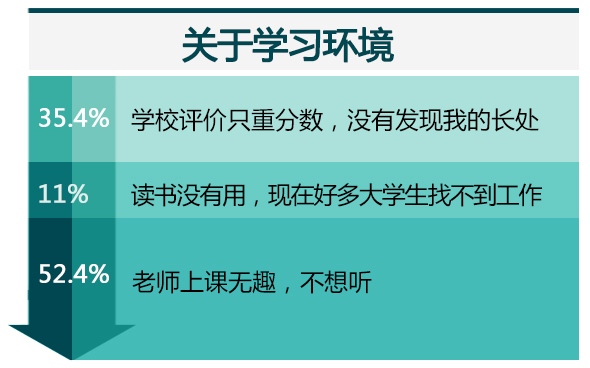 关于学习环境
35.4% 学校评价只重分数，没有发现我的长处
11% 读书没有用，现在好多大学生找不到工作
52.4% 老师上课无趣，不想听